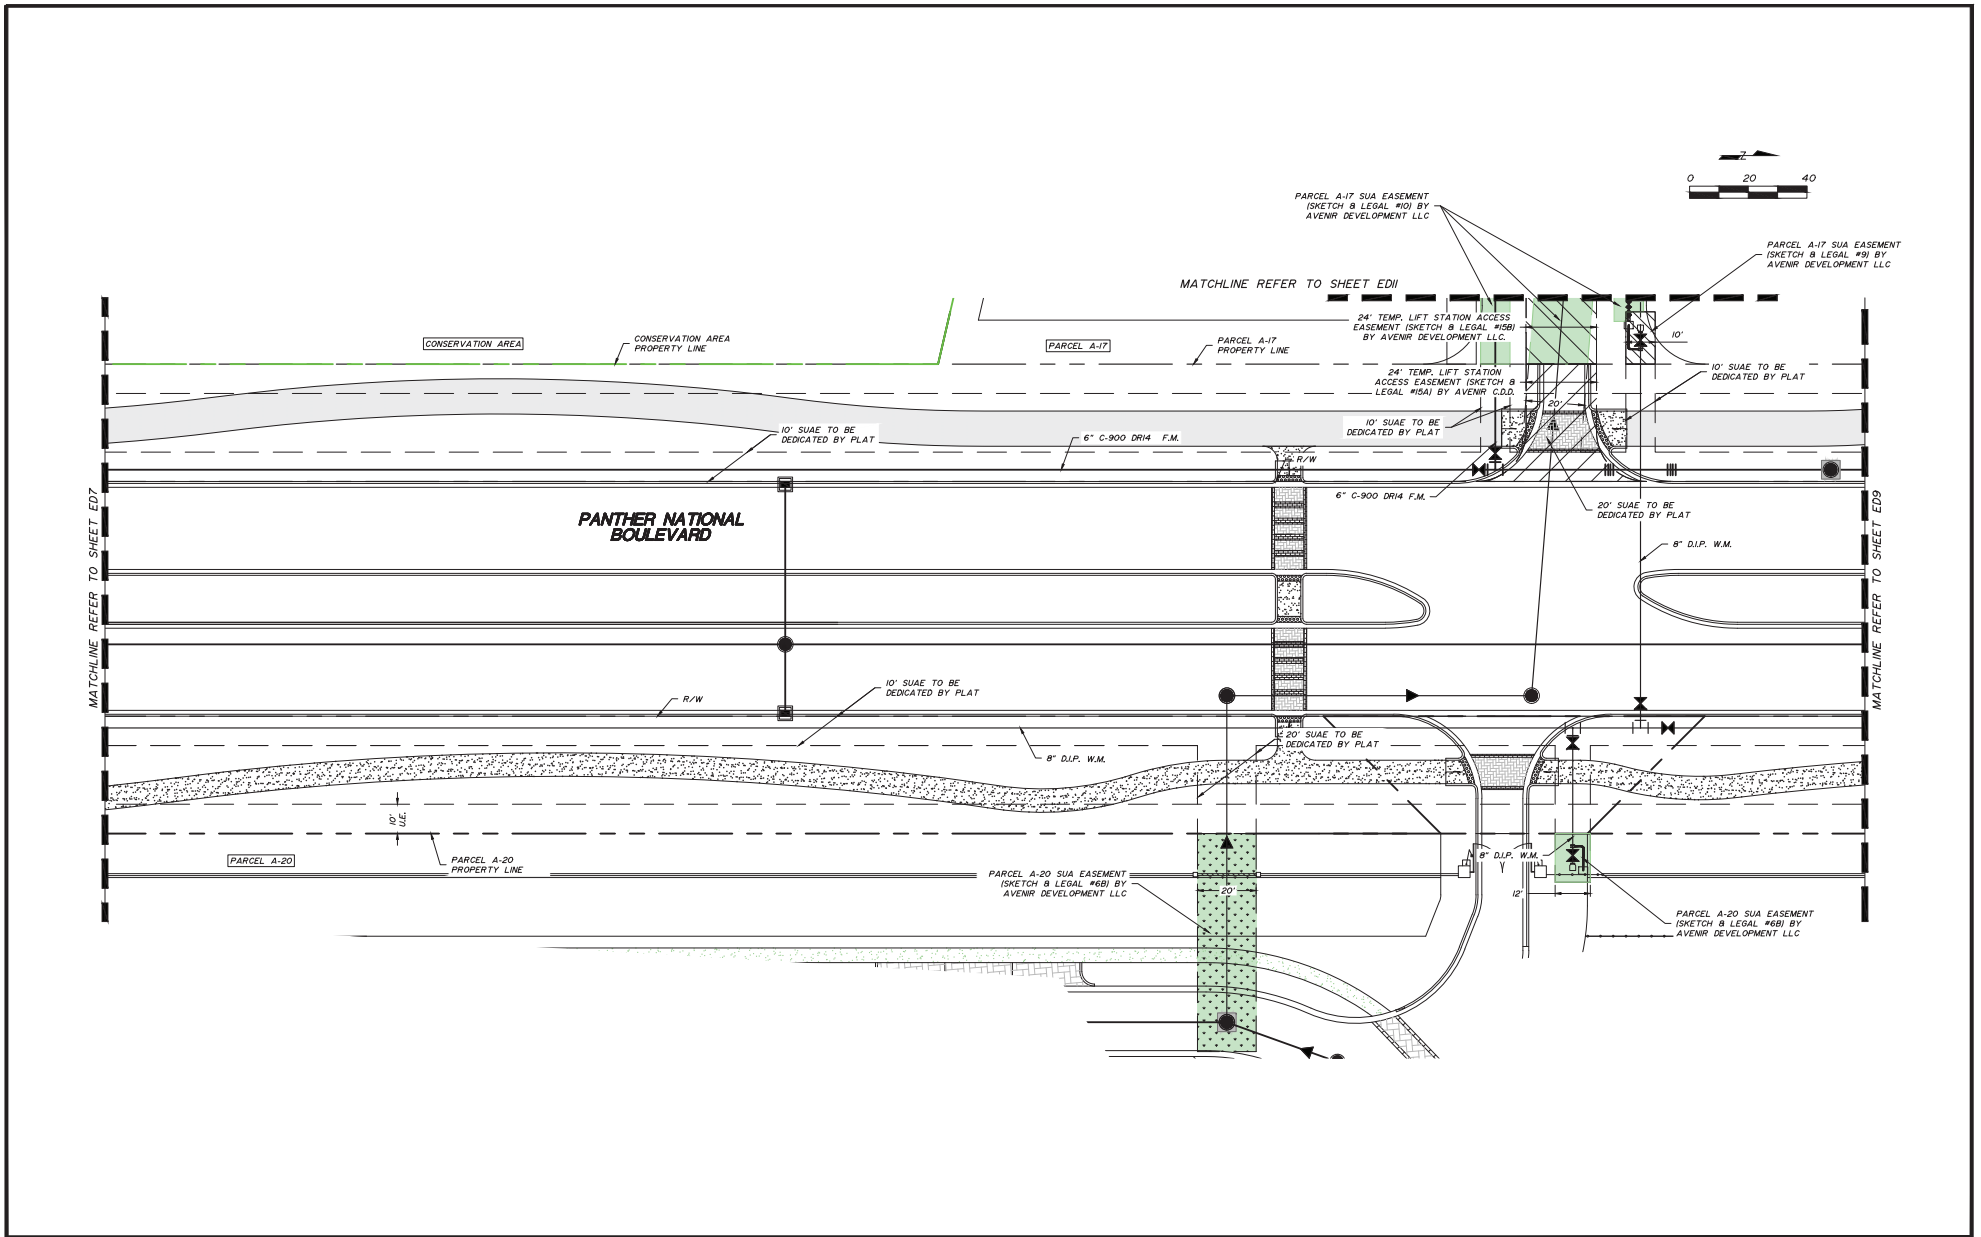 Z
0 20 40
PARCEL A-17 SUA EASEMENT
(SKETCH & LEGAL #10) BY
AVENIR DEVELOPMENT LLC
PARCEL A-17 SUA EASEMENT
(SKETCH & LEGAL #9) BY
AVENIR DEVELOPMENT LLC
MATCHLINE REFER TO SHEET ED11
24' TEMP. LIFT STATION ACCESS
EASEMENT (SKETCH & LEGAL #15B)
BY AVENIR DEVELOPMENT LLC.
10'
CONSERVATION AREA
CONSERVATION AREA
PROPERTY LINE
PARCEL A-17
PARCEL A-17
PROPERTY LINE
24' TEMP. LIFT STATION
ACCESS EASEMENT (SKETCH &
LEGAL #15A) BY AVENIR C.D.D.
10' SUAE TO BE
DEDICATED BY PLAT
20'
10' SUAE TO BE
DEDICATED BY PLAT
10' SUAE TO BE
DEDICATED BY PLAT
6" C-900 DR14 F.M.
R/W
6" C-900 DR14 F.M.
20' SUAE TO BE
DEDICATED BY PLAT
PANTHER NATIONAL
BOULEVARD
8" D.I.P. W.M.
MATCHLINE REFER TO SHEET ED7
MATCHLINE REFER TO SHEET ED9
10' SUAE TO BE
DEDICATED BY PLAT
R/W
20' SUAE TO BE
DEDICATED BY PLAT
8" D.I.P. W.M.
10'
U.E.
PARCEL A-20
PARCEL A-20
PROPERTY LINE
8" D.I.P. W.M.
PARCEL A-20 SUA EASEMENT
(SKETCH & LEGAL #6B) BY
AVENIR DEVELOPMENT LLC
20'
12'
PARCEL A-20 SUA EASEMENT
(SKETCH & LEGAL #6B) BY
AVENIR DEVELOPMENT LLC